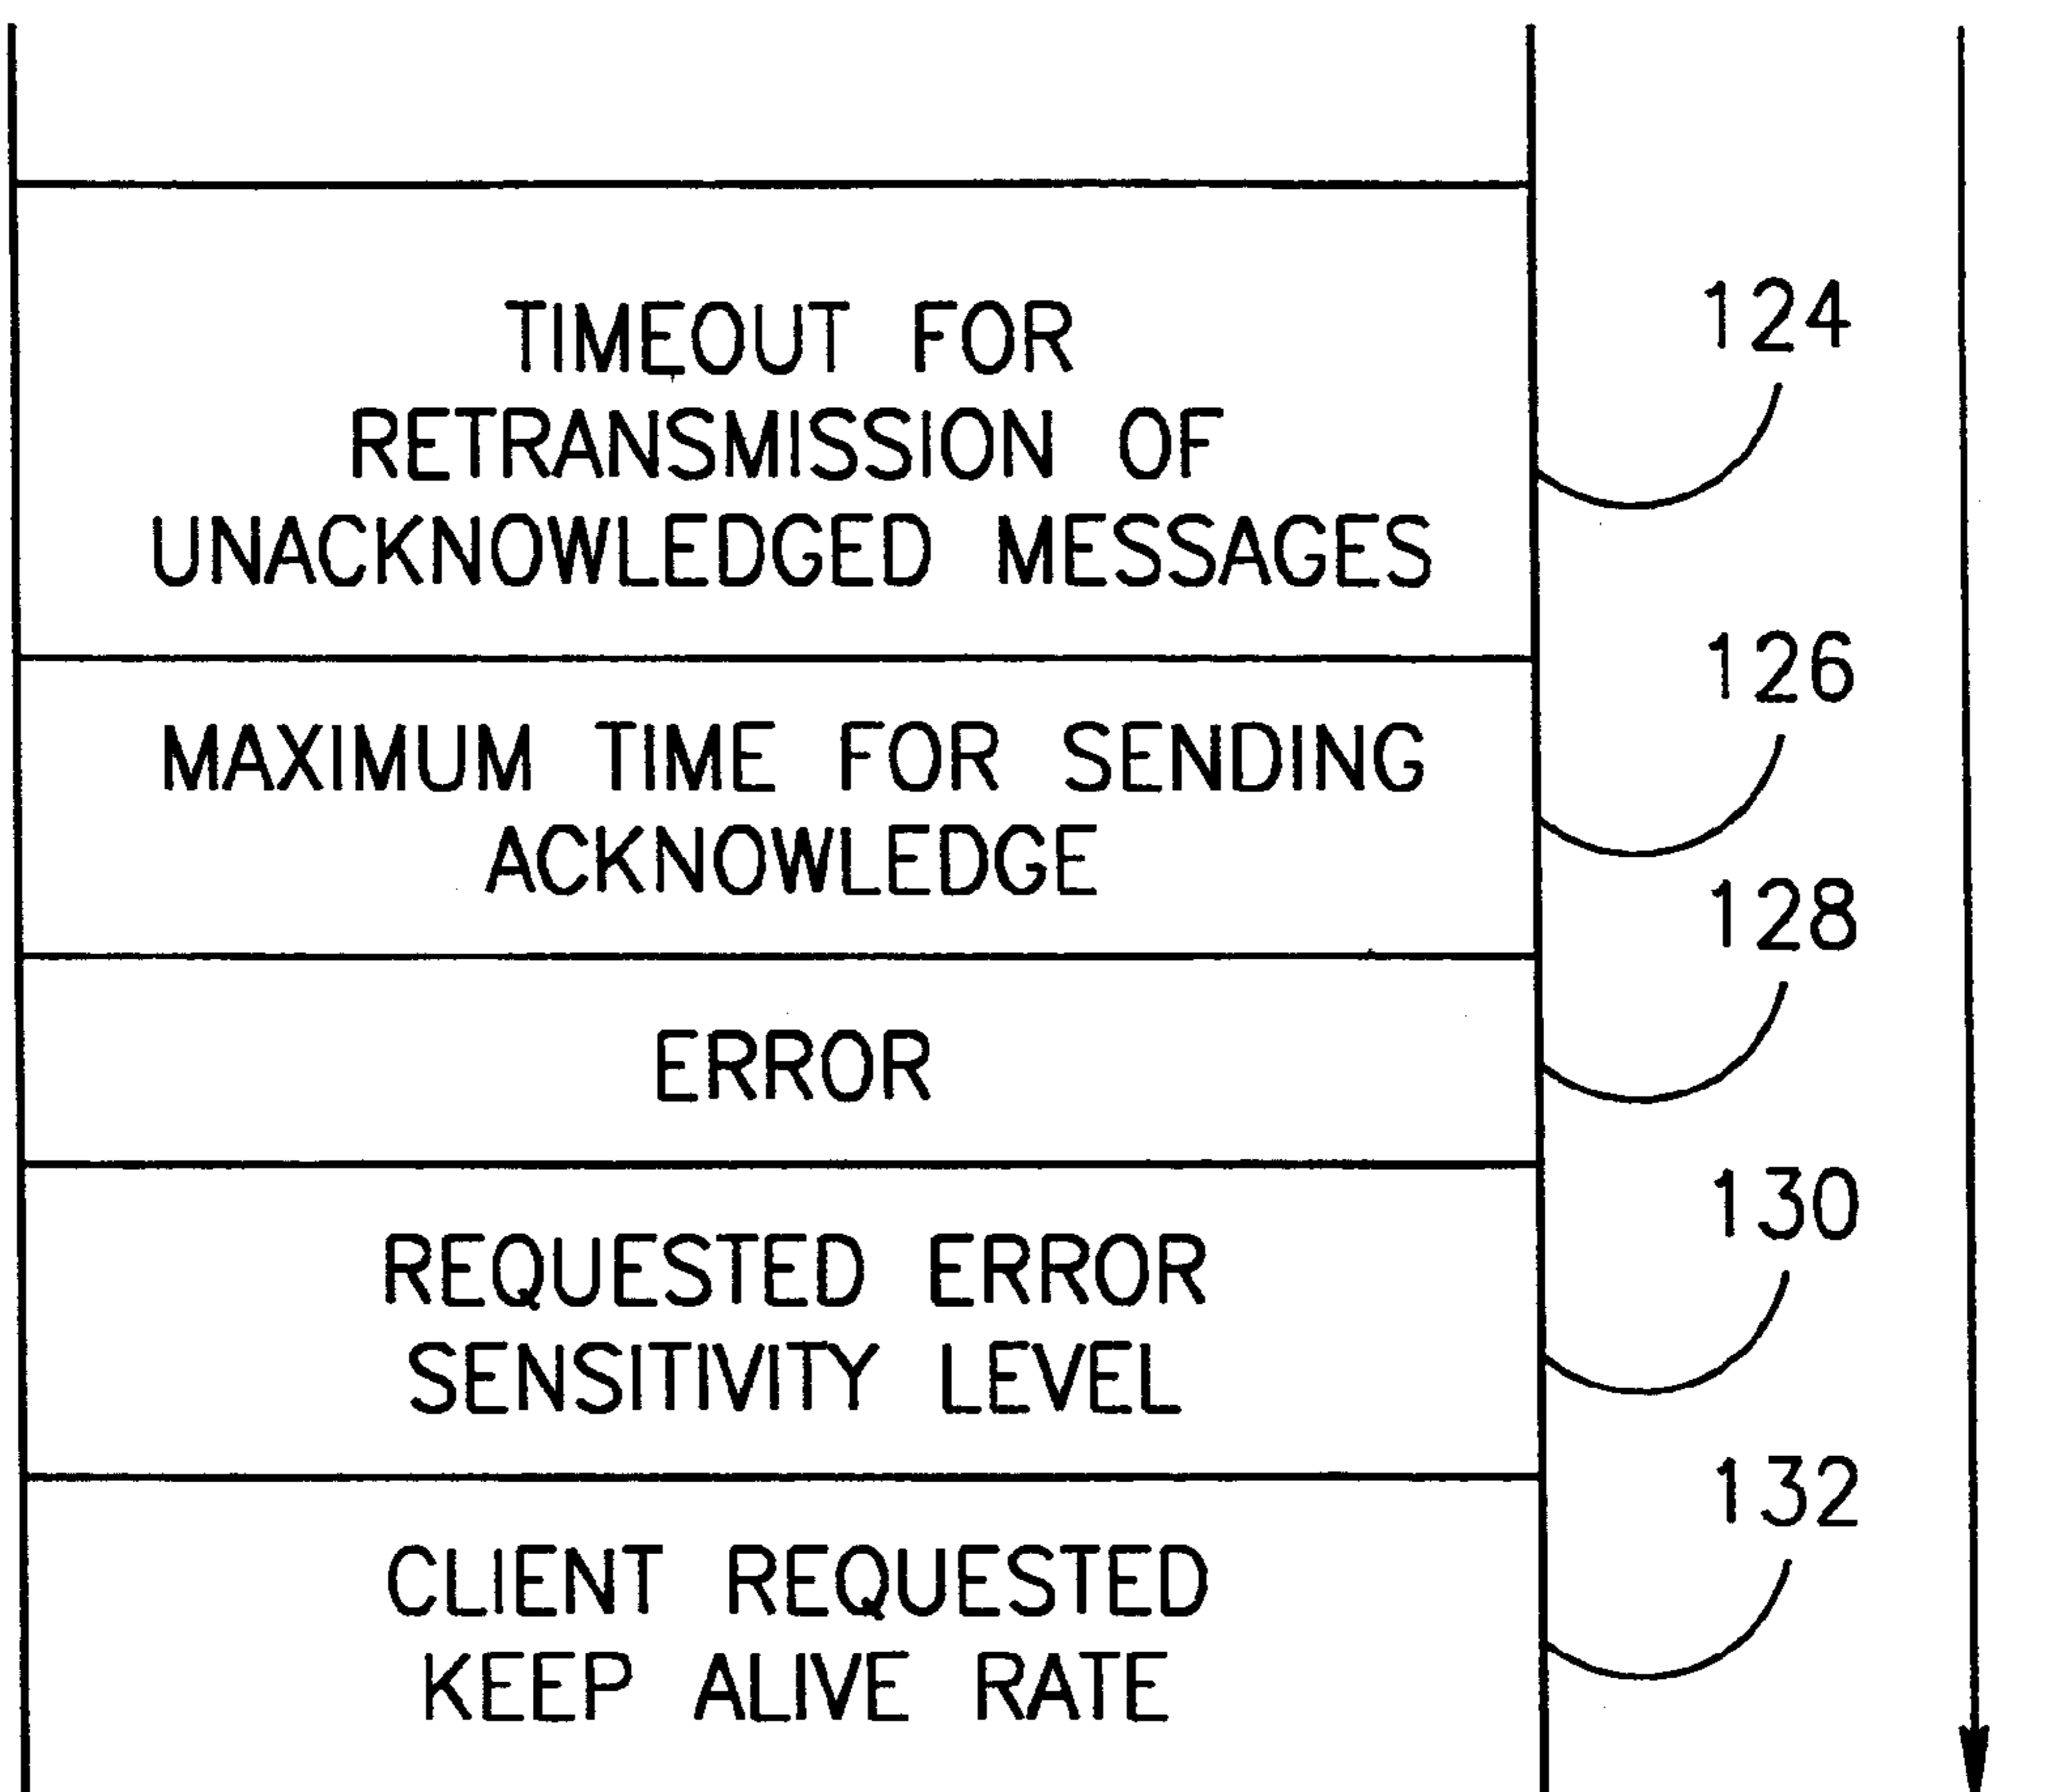 TIMEOUT FOR
124
RETRANSMISSION OF
UNACKNOWLEDGED MESSAGES
126
MAXIMUM TIME FOR SENDING
ACKNOWLEDGE
128
ERROR
130
REQUESTED ERROR
SENSITIVITY LEVEL
132
CLIENT REQUESTED
KEEP ALIVE RATE